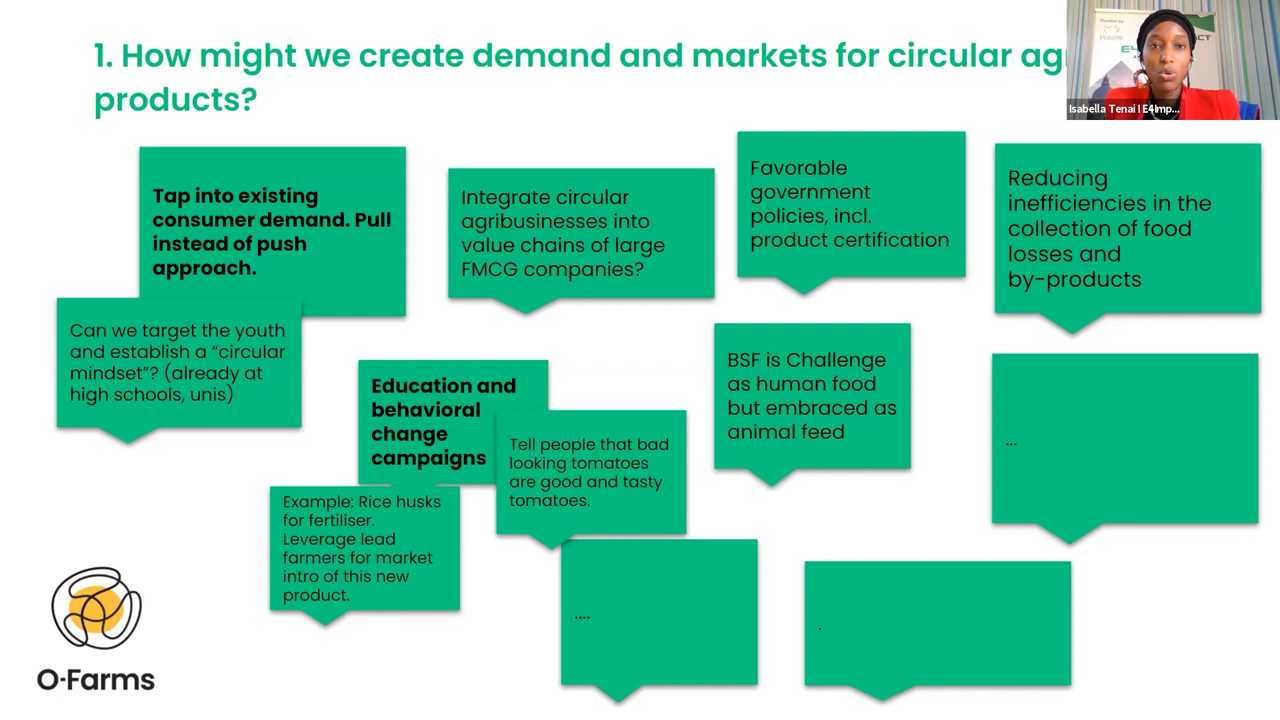 1. How might we create demand and markets for circular ag
products?
Isabella Tenai I E4Imp...
Tap into existing
consumer demand. Pull
instead of push
approach.
Integrate circular
agribusinesses into
value chains of large
FMCG companies?
Favorable
government
policies, incl.
product certification
Reducing
inefficiencies in the
collection of food
losses and
by-products
Can we target the youth
and establish a “circular
mindset”? (already at
high schools, unis)
Education and
behavioral
change
campaigns
Tell people that bad
looking tomatoes
are good and tasty
tomatoes.
BSF is Challenge
as human food
but embraced as
animal feed
...
Example: Rice husks
for fertiliser.
Leverage lead
farmers for market
intro of this new
product.
....
.
O·Farms